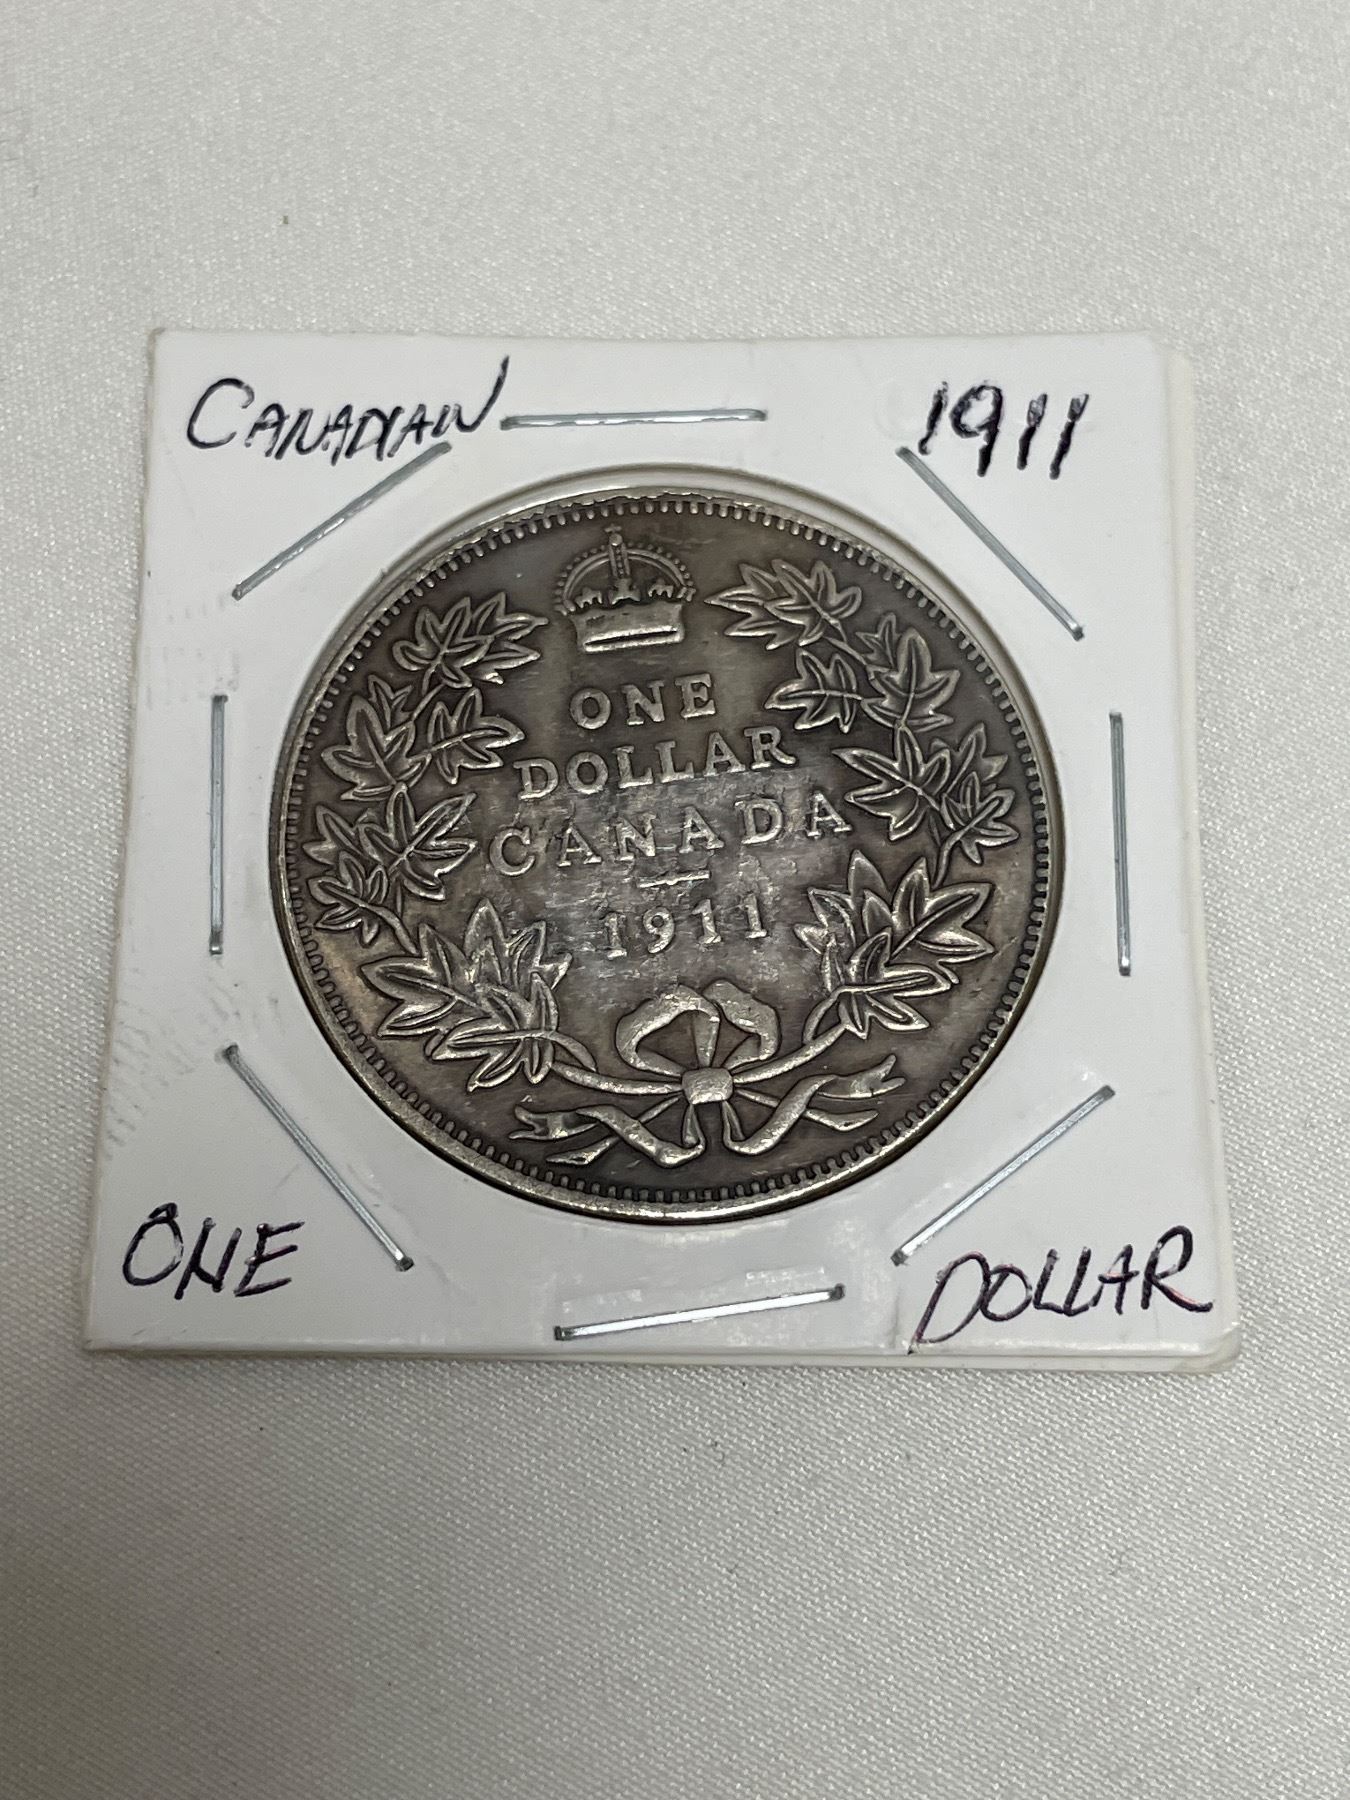 CANADIAN 1911
ONE
DOLLAR
CANADA
1911
ONE DOLLAR